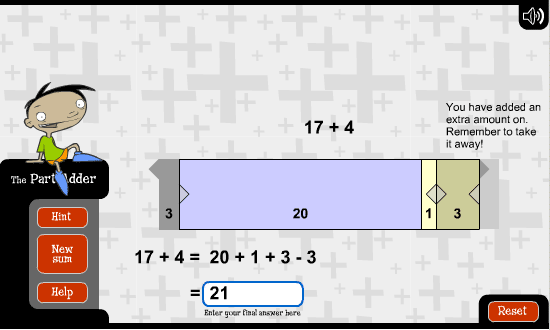 You have added an
extra amount on.
Remember to take
it away!
17 + 4
The Part Adder
3 20 1 3
Hint
New
sum
Help
17 + 4 = 20 + 1 + 3 - 3
= 21
Enter your final answer here
Reset